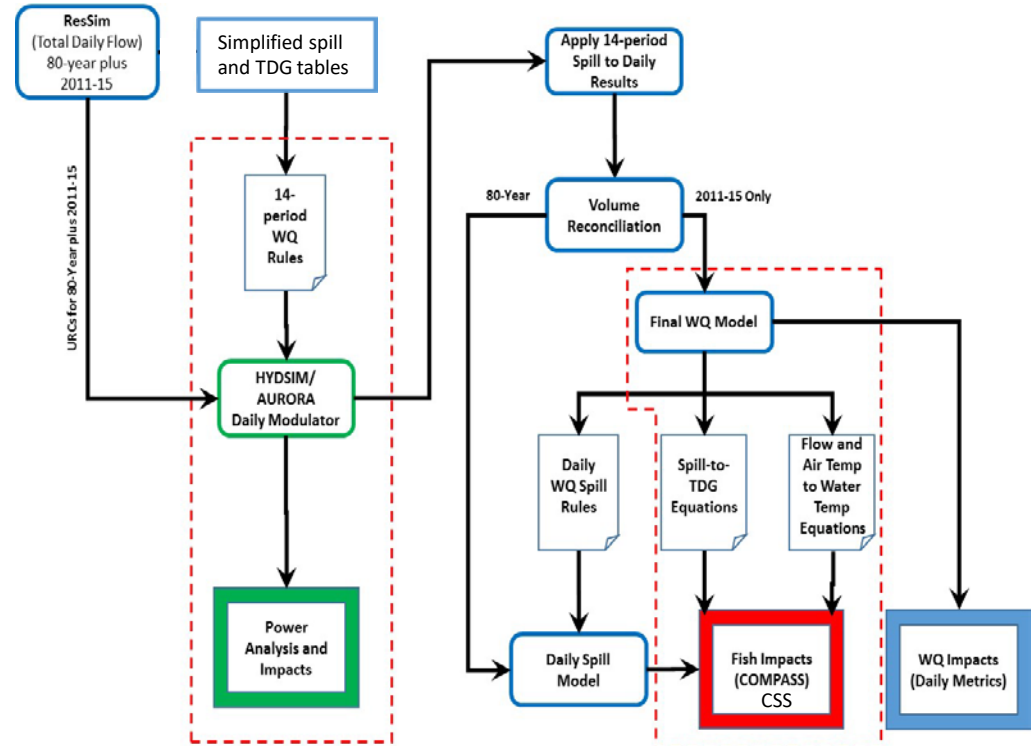 ResSim
(Total Daily Flow)
80-year plus
2011-15
Simplified spill
and TDG tables
Apply 14-period
Spill to Daily
Results
URCs for 80-Year plus 2011-15
14-
period
WQ
Rules
80-Year
2011-15 Only
Volume
Reconciliation
Final WQ Model
HYDSIM/
AURORA
Daily Modulator
Daily
WQ Spill
Rules
Spill-to-
TDG
Equations
Flow and
Air Temp
to Water
Temp
Equations
Power
Analysis and
Impacts
Daily Spill
Model
Fish Impacts
(COMPASS)
CSS
WQ Impacts
(Daily Metrics)